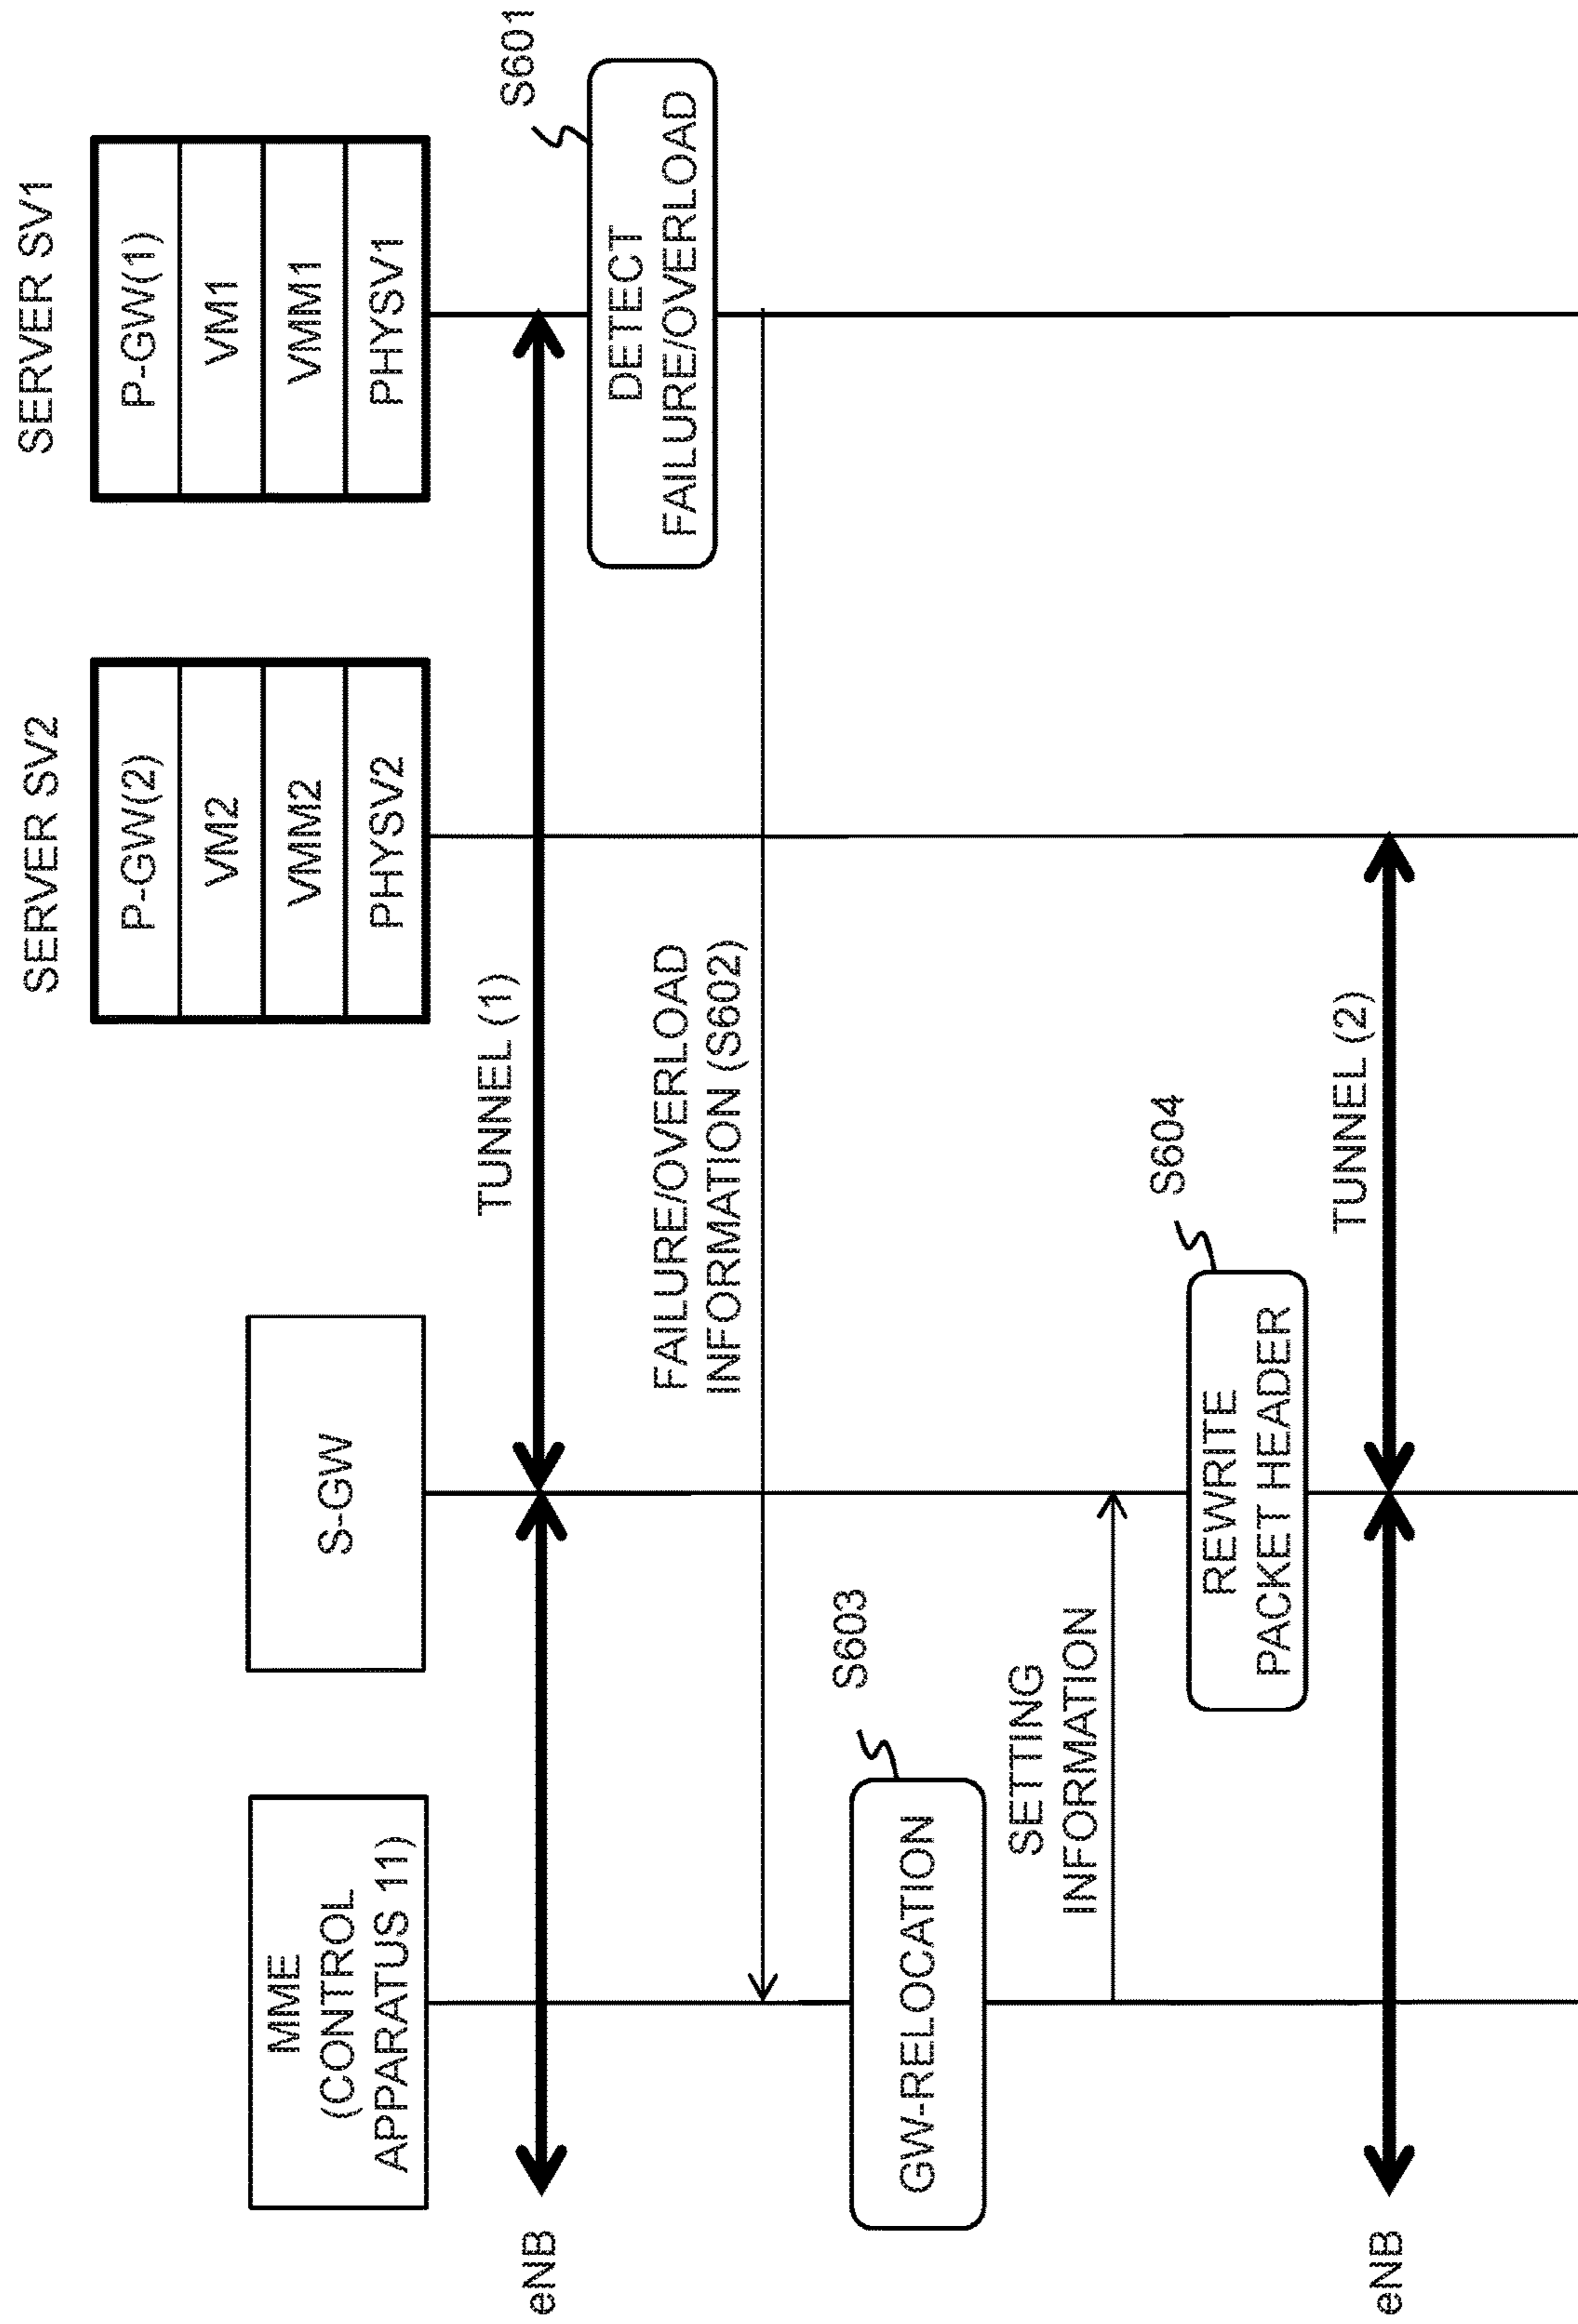 MME
(CONTROL
APPARATUS 11)
S-GW
SERVER SV2
P-GW(2)
VM2
VMM2
PHYSV2
SERVER SV1
P-GW(1)
VM1
VMM1
PHYSV1
eNB
TUNNEL (1)
S601
DETECT
FAILURE/OVERLOAD
FAILURE/OVERLOAD
INFORMATION (S602)
S603
GW-RELOCATION
SETTING
INFORMATION
S604
REWRITE
PACKET HEADER
eNB
TUNNEL (2)